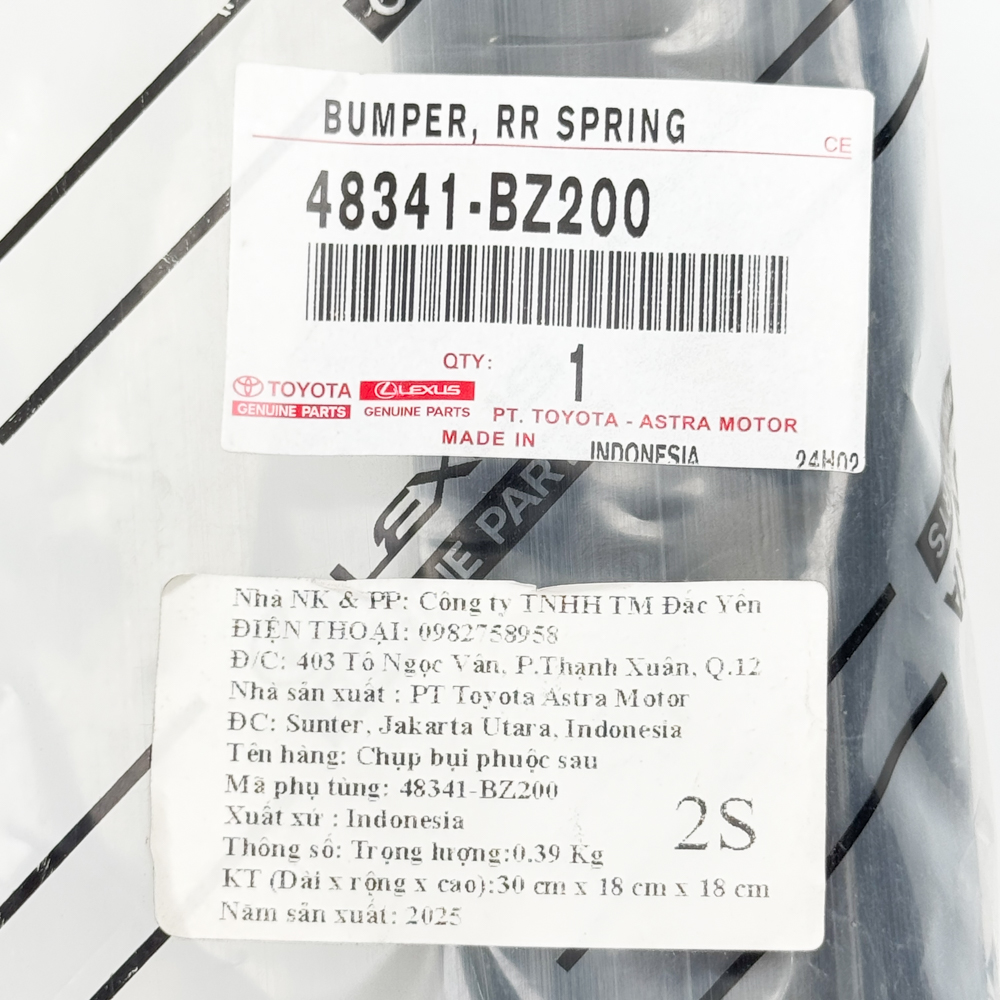 BUMPER, RR SPRING
CE
48341-BZ200
QTY: 1
TOYOTA LEXUS
GENUINE PARTS GENUINE PARTS PT. TOYOTA - ASTRA MOTOR
MADE IN INDONESIA 24H02
LEX
PAR
Nhà NK & PP: Công ty TNHH TM Đắc Yến
ĐIỆN THOẠI: 0982758958
Đ/C: 403 Tô Ngọc Vân, P.Thạnh Xuân, Q.12
Nhà sản xuất : PT Toyota Astra Motor
ĐC: Sunter, Jakarta Utara, Indonesia
Tên hàng: Chụp bụi phuộc sau
Mã phụ tùng: 48341-BZ200
Xuất xứ : Indonesia
2S
Thông số: Trọng lượng:0.39 Kg
KT (Dài x rộng x cao):30 cm x 18 cm x 18 cm
Năm sản xuất: 2025